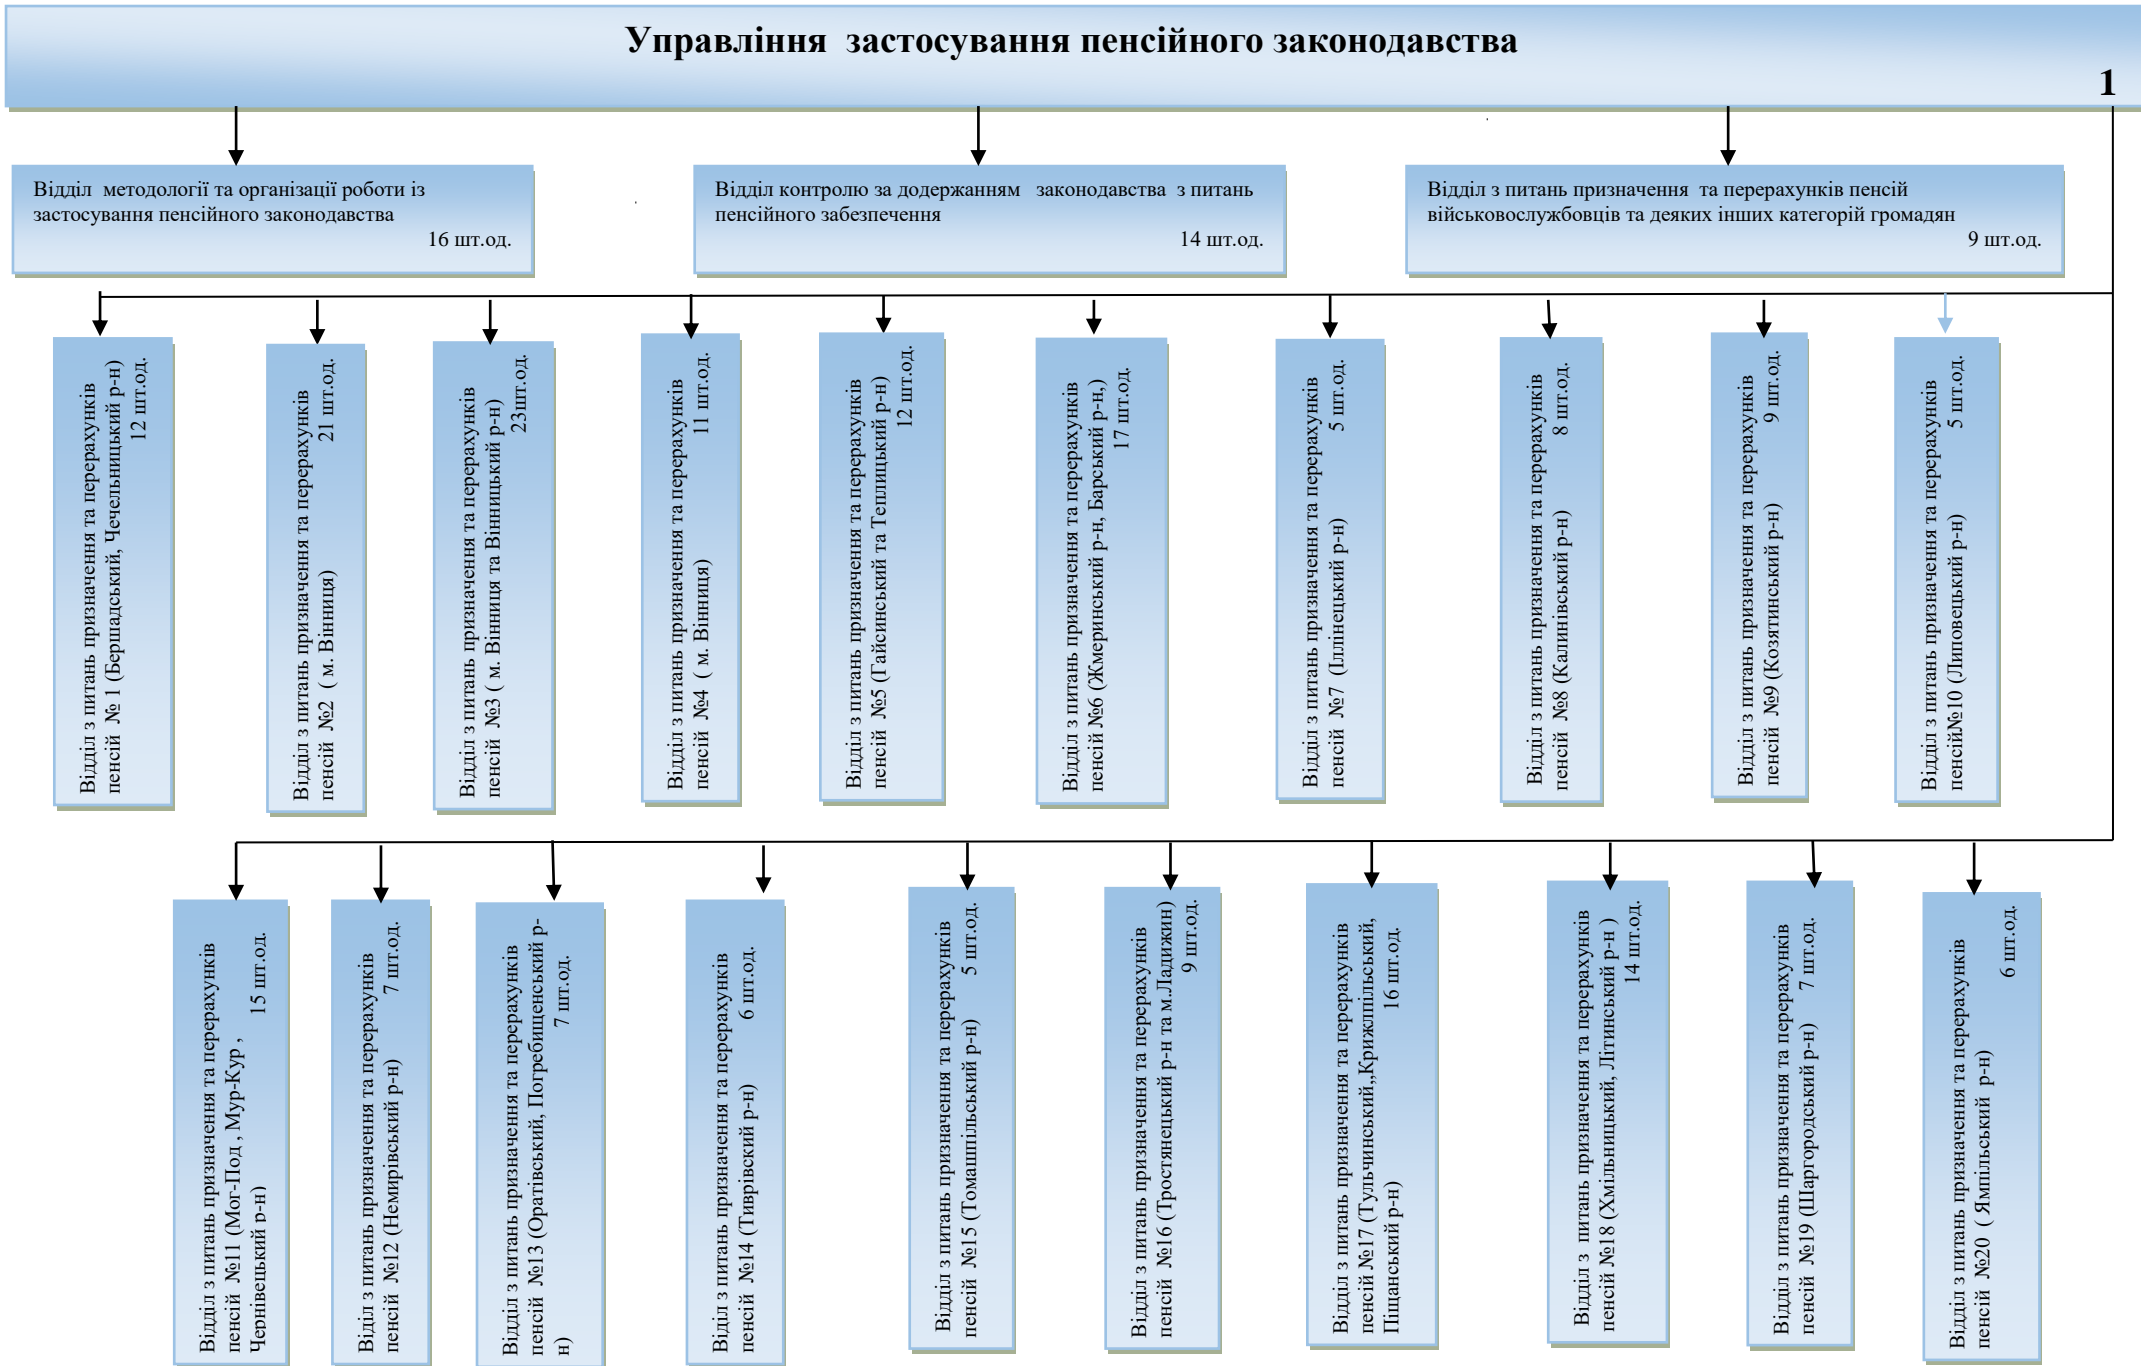 Управління застосування пенсійного законодавства
1
Відділ методології та організації роботи із
застосування пенсійного законодавства
16 шт.од.
Відділ контролю за додержанням законодавства з питань
пенсійного забезпечення
14 шт.од.
Відділ з питань призначення та перерахунків пенсій
військовослужбовців та деяких інших категорій громадян
9 шт.од.
Відділ з питань призначення та перерахунків
пенсій № 1 (Бершадський, Чечельницький р-н)
12 шт.од.
Відділ з питань призначення та перерахунків
пенсій №2 ( м. Вінниця) 21 шт.од.
Відділ з питань призначення та перерахунків
пенсій №3 ( м. Вінниця та Вінницький р-н)
23шт.од.
Відділ з питань призначення та перерахунків
пенсій №4 ( м. Вінниця) 11 шт.од.
Відділ з питань призначення та перерахунків
пенсій №5 (Гайсинський та Теплицький р-н)
12 шт.од.
Відділ з питань призначення та перерахунків
пенсій №6 (Жмеринський р-н, Барський р-н,)
17 шт.од.
Відділ з питань призначення та перерахунків
пенсій №7 (Іллінецький р-н) 5 шт.од.
Відділ з питань призначення та перерахунків
пенсій №8 (Калинівський р-н) 8 шт.од.
Відділ з питань призначення та перерахунків
пенсій №9 (Козятинський р-н) 9 шт.од.
Відділ з питань призначення та перерахунків
пенсій№10 (Липовецький р-н) 5 шт.од.
Відділ з питань призначення та перерахунків
пенсій №11 (Мог-Под , Мур-Кур ,
Чернівецький р-н) 15 шт.од.
Віділ з питань призначення та перерахунків
пенсій №12 (Немирівський р-н) 7 шт.од.
Відділ з питань призначення та перерахунків
пенсій №13 (Оратівський, Погребищенський р-
н) 7 шт.од.
Відділ з питань призначення та перерахунків
пенсій №14 (Тиврівский р-н) 6 шт.од.
Відділ з питань призначення та перерахунків
пенсій №15 (Томашпільський р-н) 5 шт.од.
Відділ з питань призначення та перерахунків
пенсій №16 (Тростянецький р-н та м.Ладижин)
9 шт.од.
Відділ з питань призначення та перерахунків
пенсій №17 (Тульчинський,,Крижлпільський,
Піщанський р-н) 16 шт.од.
Відділ з питань призначення та перерахунків
пенсій №18 (Хмільницький, Літинський р-н )
14 шт.од.
Відділ з питань призначення та перерахунків
пенсій №19 (Шаргородський р-н) 7 шт.од.
Відділ з питань призначення та перерахунків
пенсій №20 ( Ямпільський р-н)
6 шт.од.